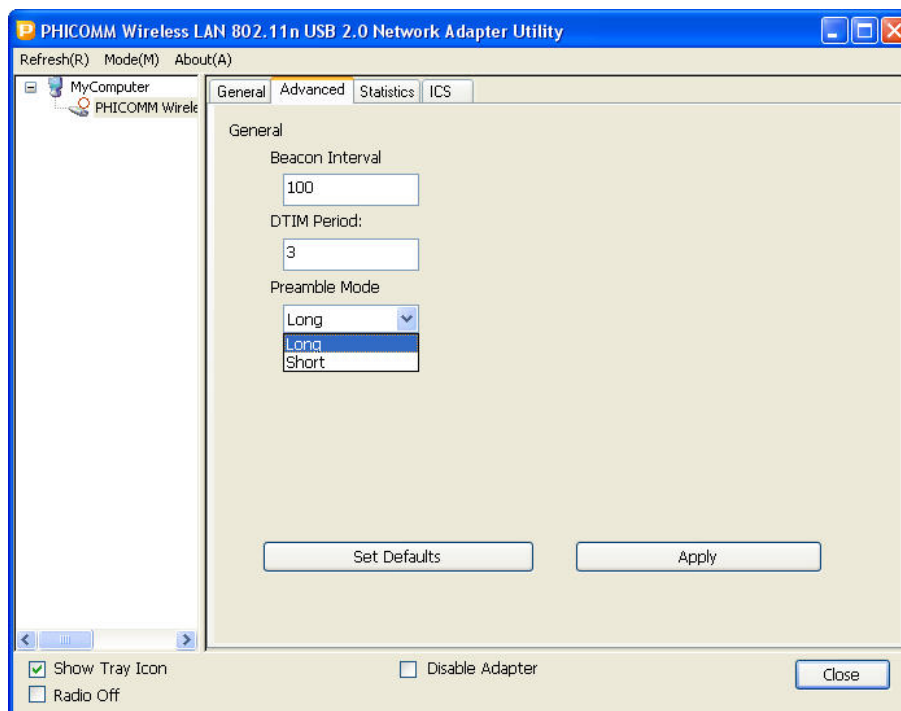 PHICOMM Wireless LAN 802.11n USB 2.0 Network Adapter Utility
Refresh(R) Mode(M) About(A)
MyComputer
PHICOMM Wirele
General Advanced Statistics ICS
General
Beacon Interval
100
DTIM Period:
3
Preamble Mode
Long
Long
Short
Set Defaults Apply
Show Tray Icon Disable Adapter Close
Radio Off